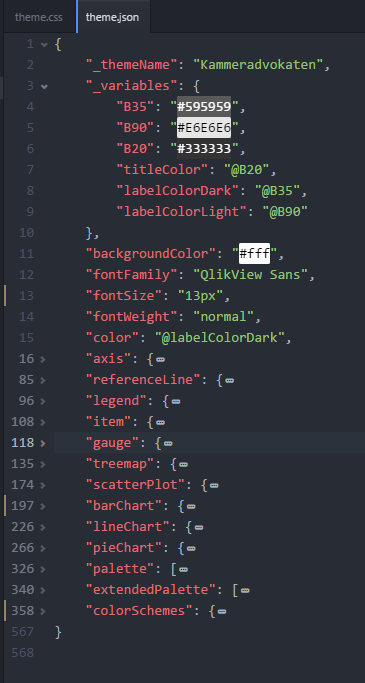 theme.css theme.json
1 {
2 "_themeName": "Kammeradvokaten",
3 "_variables": {
4 "B35": "#595959",
5 "B90": "#E6E6E6",
6 "B20": "#333333",
7 "titleColor": "@B20",
8 "labelColorDark": "@B35",
9 "labelColorLight": "@B90"
10 },
11 "backgroundColor": "#fff",
12 "fontFamily": "QlikView Sans",
13 "fontSize": "13px",
14 "fontWeight": "normal",
15 "color": "@labelColorDark",
16 "axis": {
85 "referenceLine": {
96 "legend": {
108 "item": {
118 "gauge": {
135 "treemap": {
174 "scatterPlot": {
197 "barChart": {
226 "lineChart": {
266 "pieChart": {
326 "palette": [
340 "extendedPalette": [
358 "colorSchemes": {
567 }
568